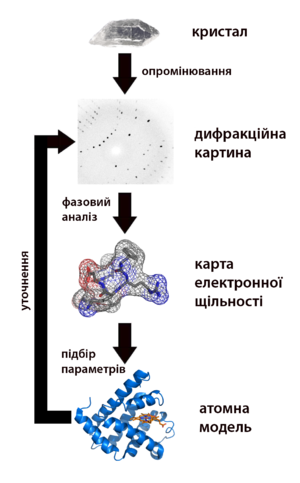 кристал
опромінювання
дифракційна
картина
фазовий
аналіз
карта
електронної
щільності
уточнення
підбір
параметрів
атомна
модель